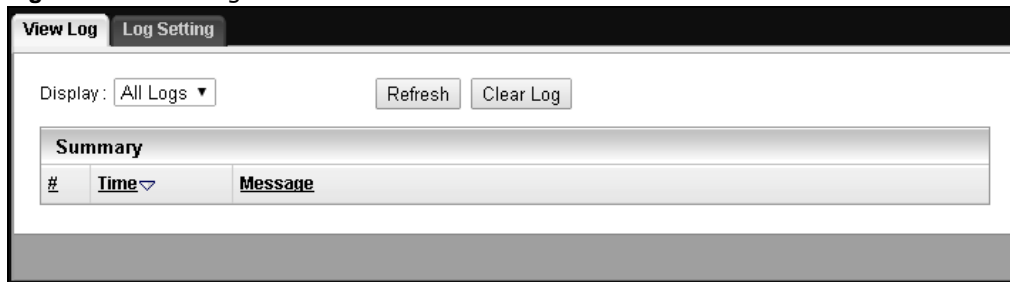 View Log Log Setting
Display : All Logs Refresh Clear Log
Summary
# Time Message